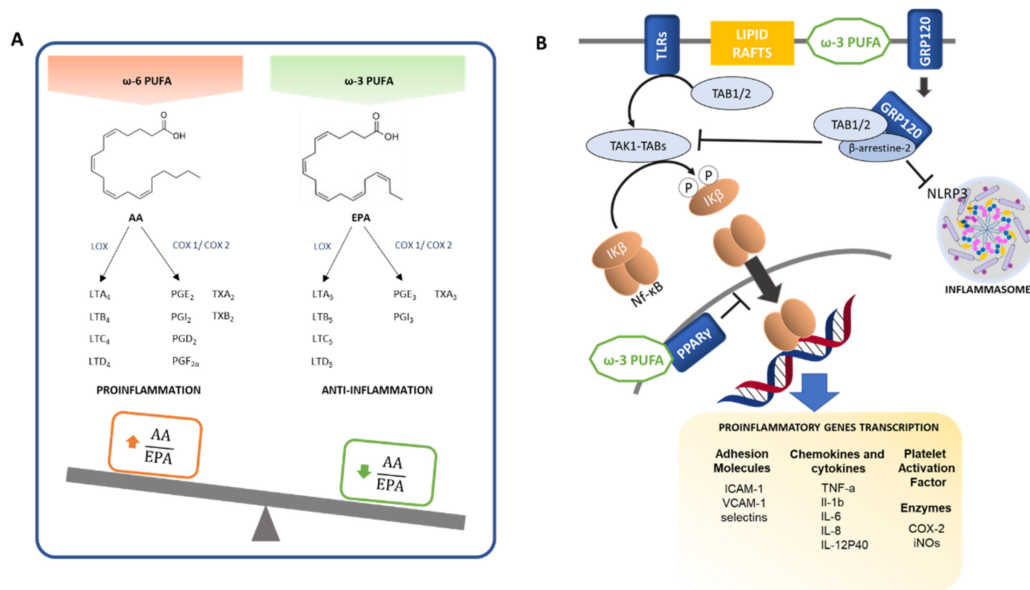 A
ω-6 PUFA
ω-3 PUFA
O
OH
O
OH
AA
EPA
LOX
COX 1/ COX 2
LOX
COX 1/ COX 2
LTA4
PGE2
TXA2
LTA5
PGE3
TXA3
LTB4
PGI2
TXB2
LTB5
PGI3
LTC4
PGD2
LTC5
LTD4
PGF2α
LTD5
PROINFLAMMATION
ANTI-INFLAMMATION
AA
EPA
AA
EPA
B
TLRs
LIPID
RAFTS
ω-3 PUFA
GRP120
TAB1/2
TAK1-TABs
TAB1/2
GRP120
β-arrestine-2
P
P
IKβ
NLRP3
IKβ
Nf-κB
INFLAMMASOME
ω-3 PUFA
PPARγ
PROINFLAMMATORY GENES TRANSCRIPTION
Adhesion
Molecules
ICAM-1
VCAM-1
selectins
Chemokines and
cytokines
TNF-a
Il-1b
IL-6
IL-8
IL-12P40
Platelet
Activation
Factor
Enzymes
COX-2
iNOs